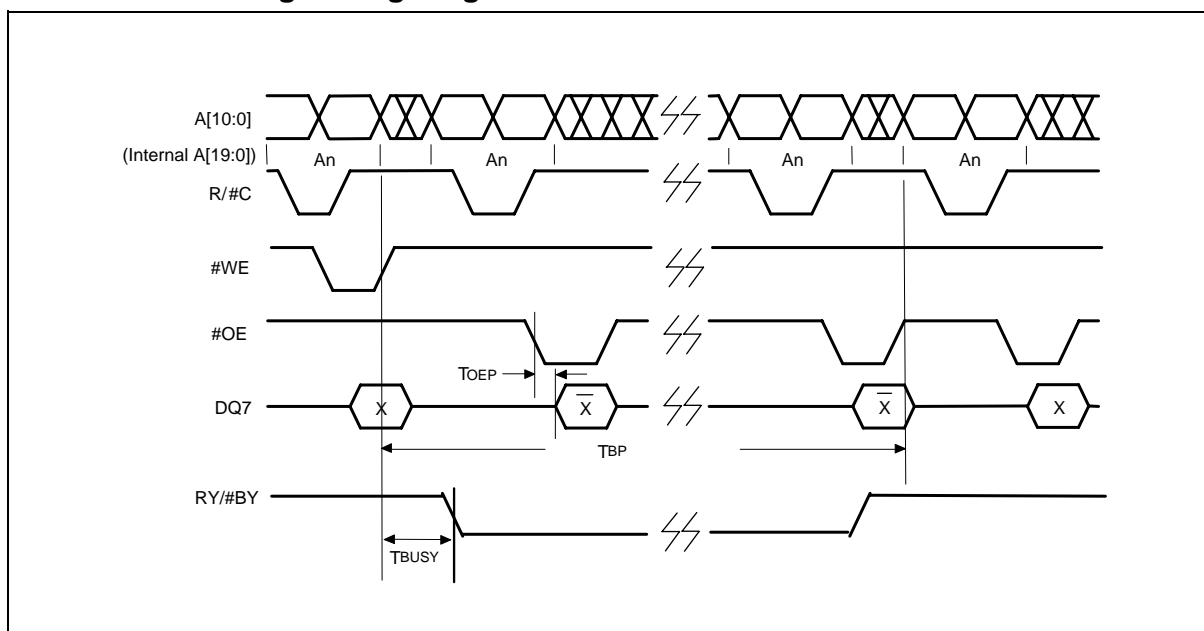 A[10:0]
(Internal A[19:0])
An
An
An
An
R/#C
#WE
#OE
TOEP
DQ7
X
X̅
X̅
X
TBP
RY/#BY
TBUSY